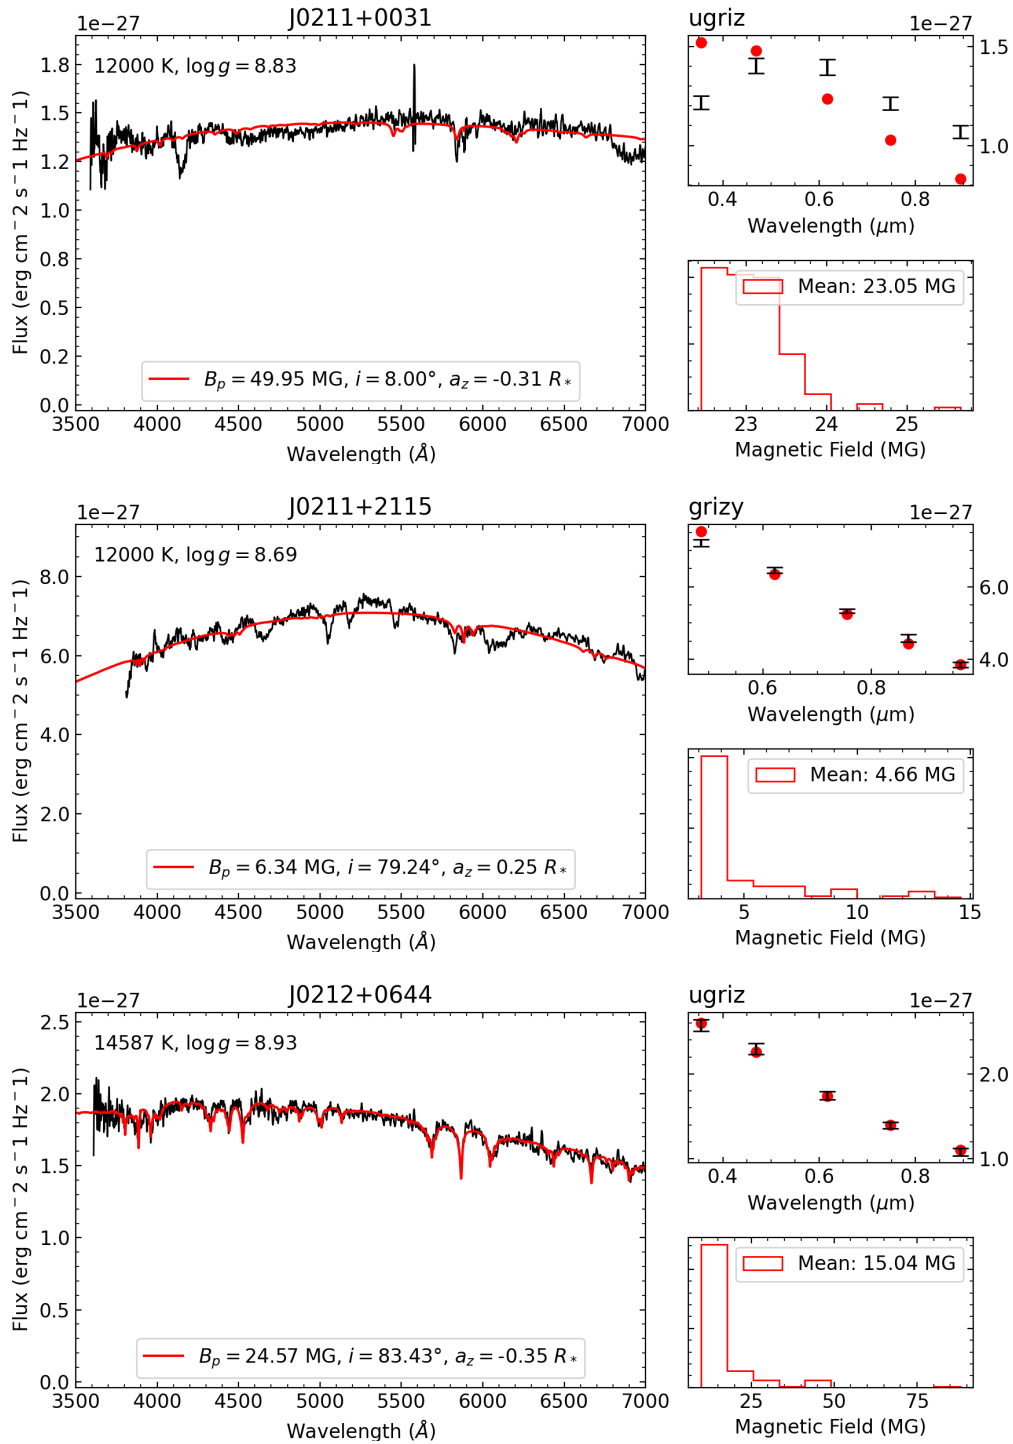 1e−27
J0211+0031
12000 K, log g = 8.83
Flux (erg cm−2 s−1 Hz−1)
1.8
1.5
1.2
1.0
0.8
0.5
0.2
0.0
B_p = 49.95 MG, i = 8.00°, a_z = -0.31 R_*
3500 4000 4500 5000 5500 6000 6500 7000
Wavelength (Å)
ugriz
1e−27
1.5
1.0
0.4 0.6 0.8
Wavelength (μm)
Mean: 23.05 MG
23 24 25
Magnetic Field (MG)
1e−27
J0211+2115
12000 K, log g = 8.69
Flux (erg cm−2 s−1 Hz−1)
8.0
6.0
4.0
2.0
0.0
B_p = 6.34 MG, i = 79.24°, a_z = 0.25 R_*
3500 4000 4500 5000 5500 6000 6500 7000
Wavelength (Å)
grizy
1e−27
6.0
4.0
0.6 0.8
Wavelength (μm)
Mean: 4.66 MG
5 10 15
Magnetic Field (MG)
1e−27
J0212+0644
14587 K, log g = 8.93
Flux (erg cm−2 s−1 Hz−1)
2.5
2.0
1.5
1.0
0.5
0.0
B_p = 24.57 MG, i = 83.43°, a_z = -0.35 R_*
3500 4000 4500 5000 5500 6000 6500 7000
Wavelength (Å)
ugriz
1e−27
2.0
1.0
0.4 0.6 0.8
Wavelength (μm)
Mean: 15.04 MG
25 50 75
Magnetic Field (MG)